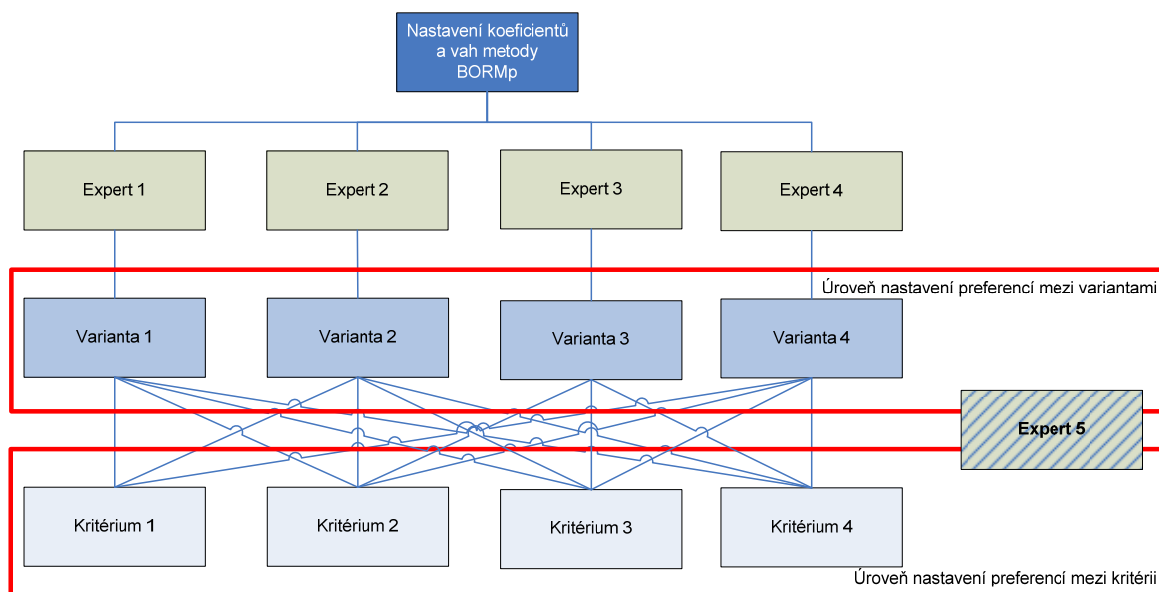 Nastavení koeficientů
a vah metody
BORMp
Expert 1
Expert 2
Expert 3
Expert 4
Úroveň nastavení preferencí mezi variantami
Varianta 1
Varianta 2
Varianta 3
Varianta 4
Expert 5
Kritérium 1
Kritérium 2
Kritérium 3
Kritérium 4
Úroveň nastavení preferencí mezi kritérii